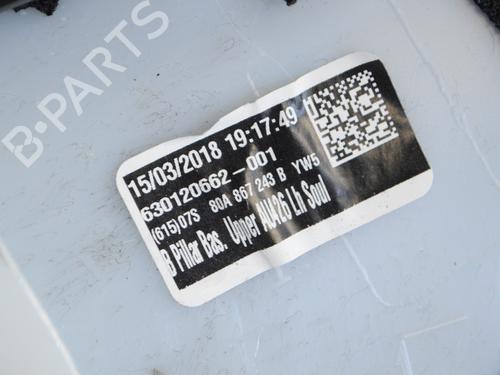 B·PARTS
15/03/2018 19:17:49
630120662-001
(615)07S 80A 867 243 B YW5
B Pillar Bas. Upper AU426 Lh Soul